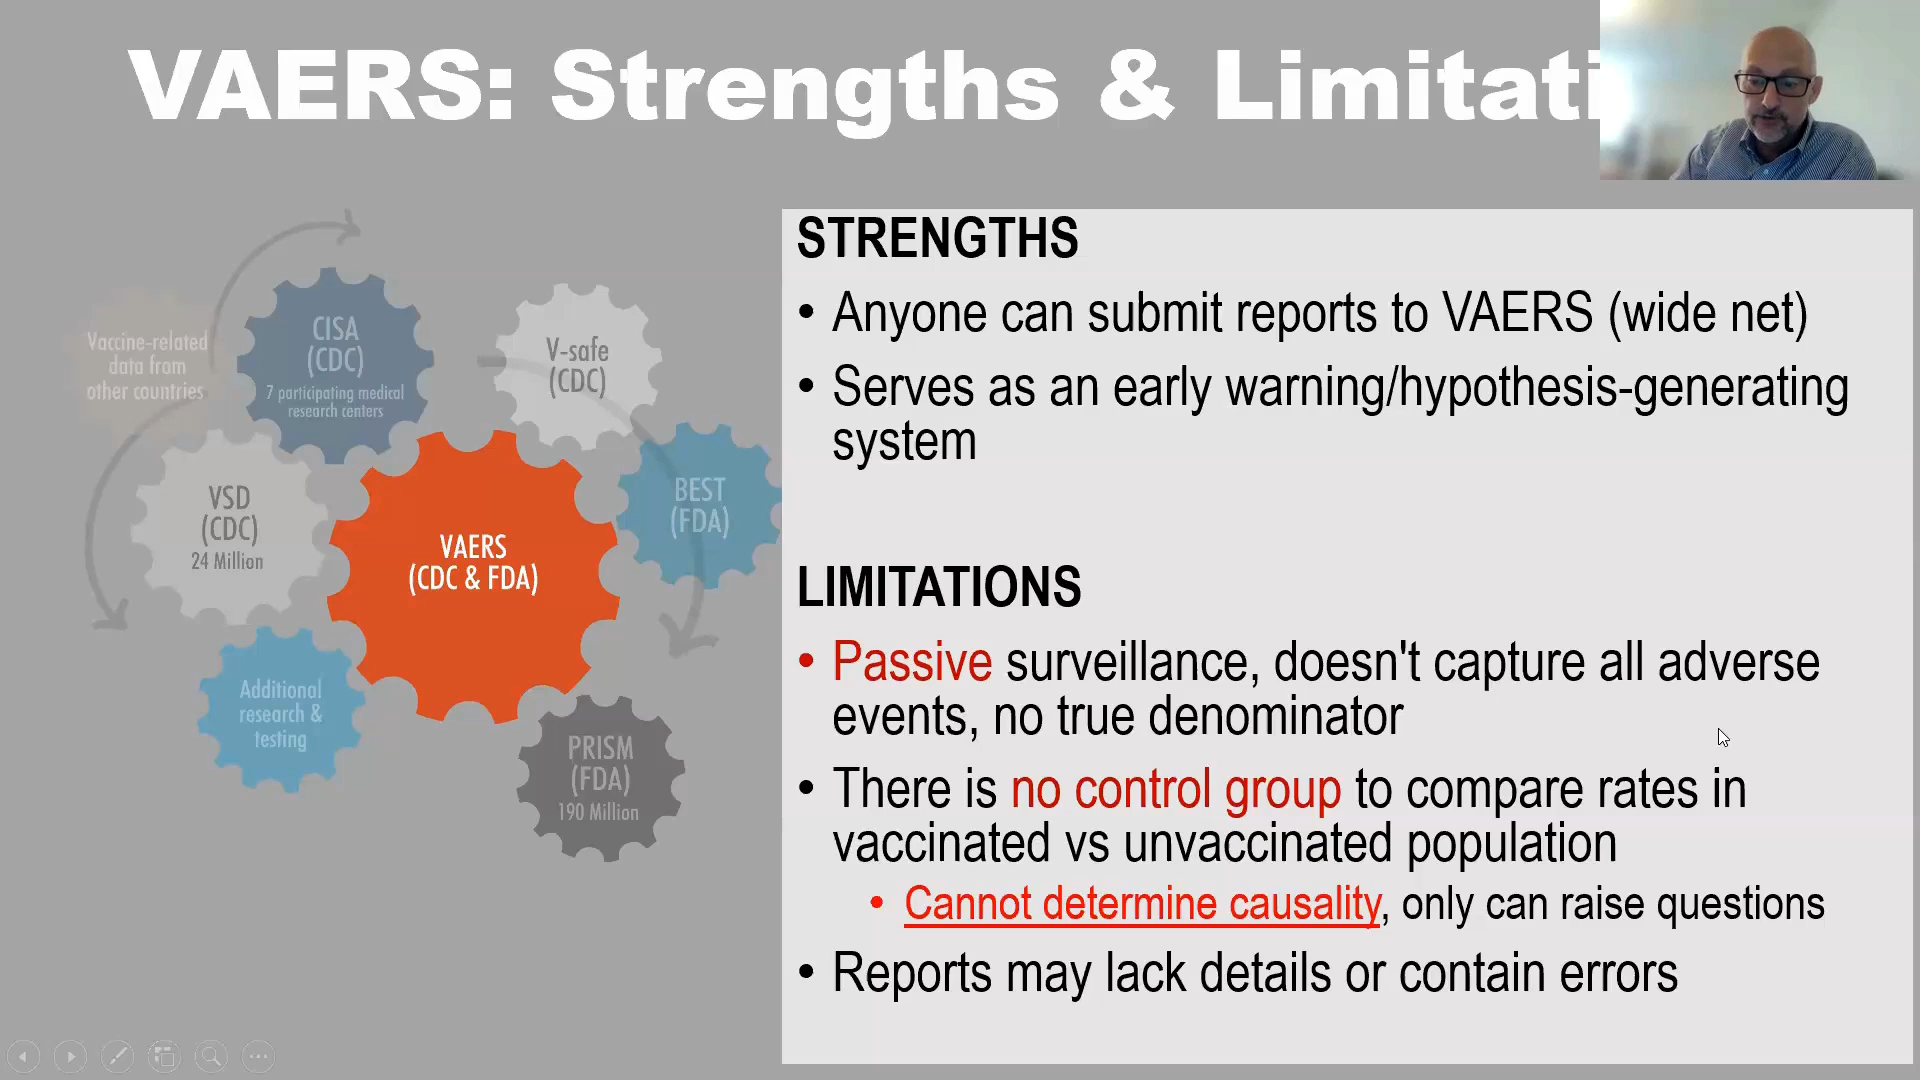 VAERS: Strengths & Limitati
Vaccine-related
data from
other countries
CISA
(CDC)
7 participating medical
research centers
V-safe
(CDC)
VSD
(CDC)
24 Million
VAERS
(CDC & FDA)
BEST
(FDA)
Additional
research &
testing
PRISM
(FDA)
190 Million
STRENGTHS
• Anyone can submit reports to VAERS (wide net)
• Serves as an early warning/hypothesis-generating
system
LIMITATIONS
• Passive surveillance, doesn't capture all adverse
events, no true denominator
• There is no control group to compare rates in
vaccinated vs unvaccinated population
• Cannot determine causality, only can raise questions
• Reports may lack details or contain errors